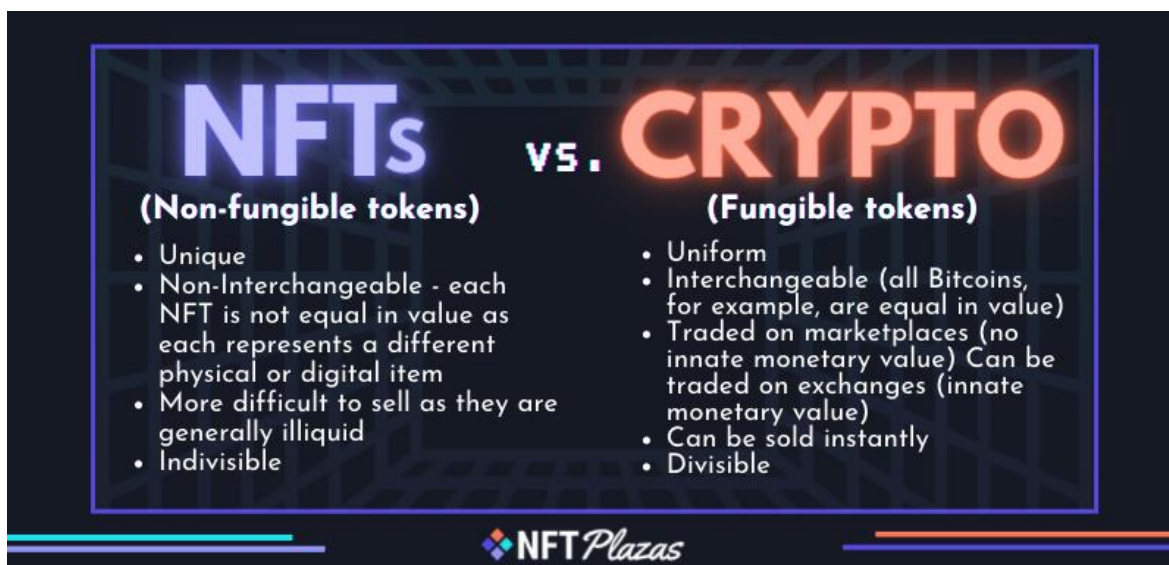 NFTs
vs.
CRYPTO
(Non-fungible tokens)
• Unique
• Non-Interchangeable - each
NFT is not equal in value as
each represents a different
physical or digital item
• More difficult to sell as they are
generally illiquid
• Indivisible
(Fungible tokens)
• Uniform
• Interchangeable (all Bitcoins,
for example, are equal in value)
• Traded on marketplaces (no
innate monetary value) Can be
traded on exchanges (innate
monetary value)
• Can be sold instantly
• Divisible
NFT Plazas